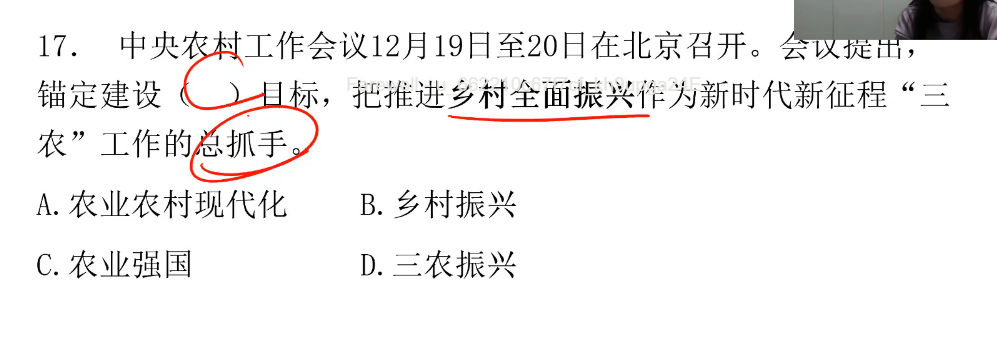 17. 中央农村工作会议12月19日至20日在北京召开。会议提出，
锚定建设（ ）目标，把推进乡村全面振兴作为新时代新征程“三
农”工作的总抓手。
A.农业农村现代化 B.乡村振兴
C.农业强国 D.三农振兴